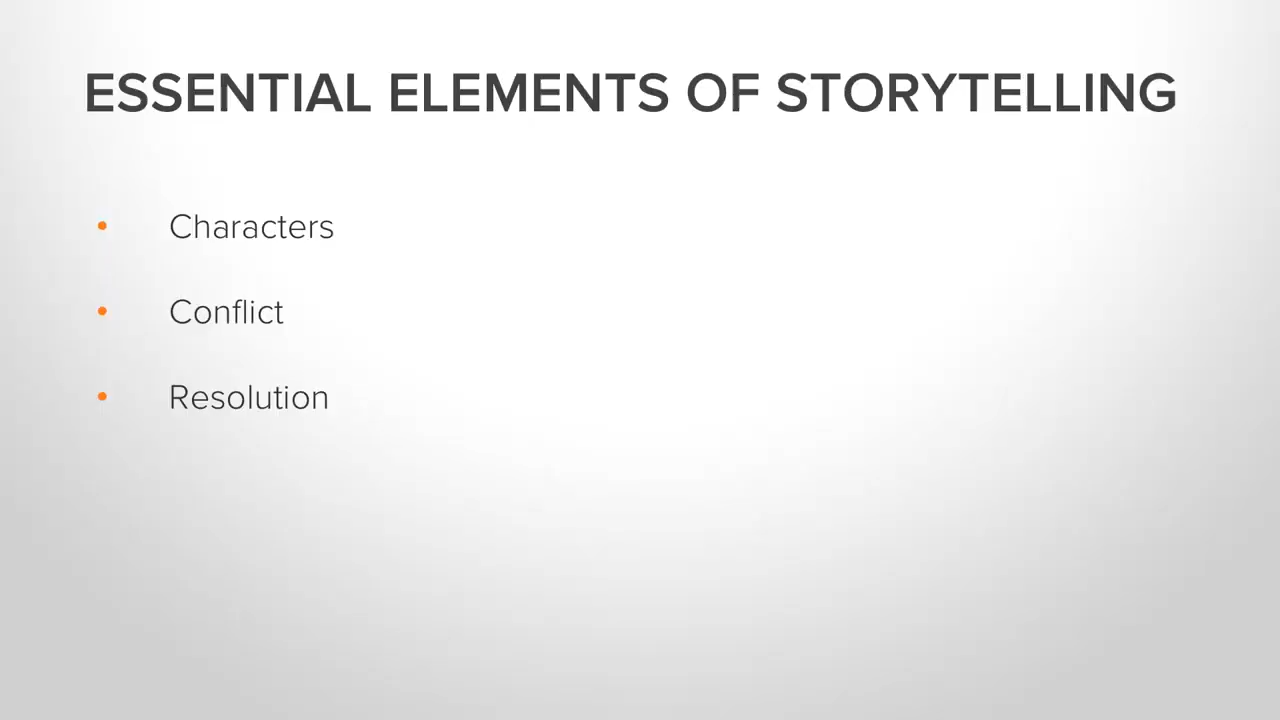 ESSENTIAL ELEMENTS OF STORYTELLING
• Characters
• Conflict
• Resolution